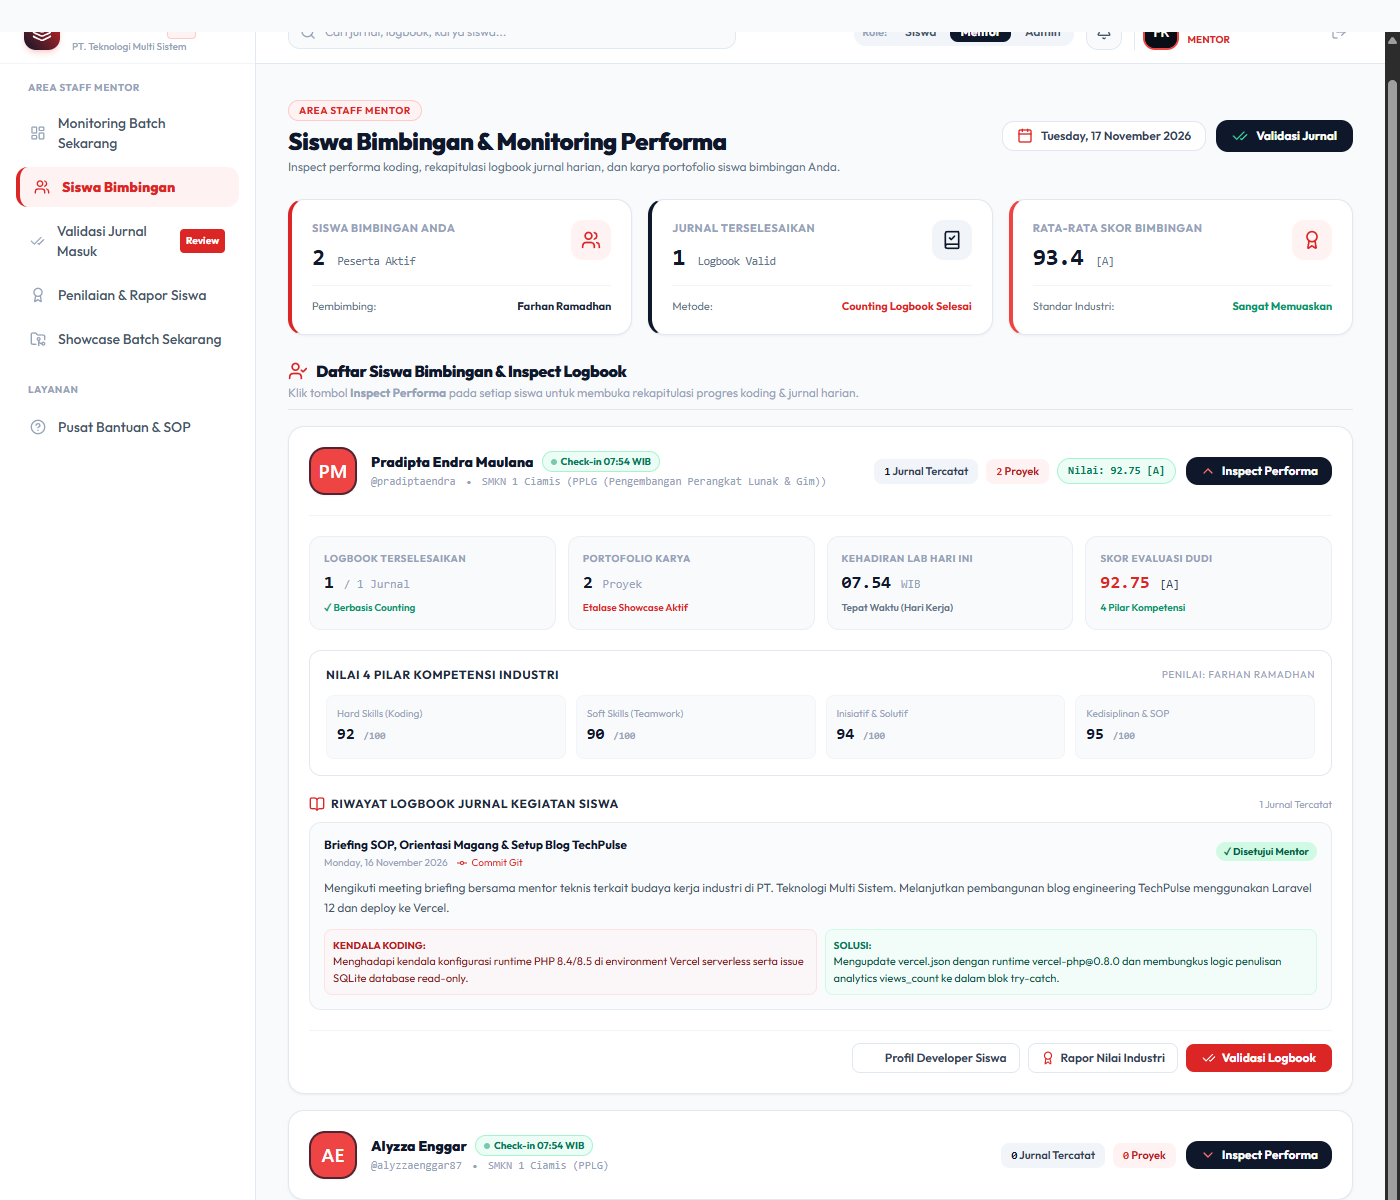 PT. Teknologi Multi Sistem
Cari jurnal, logbook, karya siswa...
Role: Siswa Mentor Admin
MENTOR
AREA STAFF MENTOR
Monitoring Batch
Sekarang
Siswa Bimbingan
Validasi Jurnal
Masuk
Review
Penilaian & Rapor Siswa
Showcase Batch Sekarang
LAYANAN
Pusat Bantuan & SOP
AREA STAFF MENTOR
Siswa Bimbingan & Monitoring Performa
Inspect performa koding, rekapitulasi logbook jurnal harian, dan karya portofolio siswa bimbingan Anda.
Tuesday, 17 November 2026
Validasi Jurnal
SISWA BIMBINGAN ANDA
2 Peserta Aktif
Pembimbing: Farhan Ramadhan
JURNAL TERSELESAIKAN
1 Logbook Valid
Metode: Counting Logbook Selesai
RATA-RATA SKOR BIMBINGAN
93.4 [A]
Standar Industri: Sangat Memuaskan
Daftar Siswa Bimbingan & Inspect Logbook
Klik tombol Inspect Performa pada setiap siswa untuk membuka rekapitulasi progres koding & jurnal harian.
PM
Pradipta Endra Maulana Check-in 07:54 WIB
@pradiptaendra • SMKN 1 Ciamis (PPLG (Pengembangan Perangkat Lunak & Gim))
1 Jurnal Tercatat
2 Proyek
Nilai: 92.75 [A]
Inspect Performa
LOGBOOK TERSELESAIKAN
1 / 1 Jurnal
✓ Berbasis Counting
PORTOFOLIO KARYA
2 Proyek
Etalase Showcase Aktif
KEHADIRAN LAB HARI INI
07.54 WIB
Tepat Waktu (Hari Kerja)
SKOR EVALUASI DUDI
92.75 [A]
4 Pilar Kompetensi
NILAI 4 PILAR KOMPETENSI INDUSTRI
PENILAI: FARHAN RAMADHAN
Hard Skills (Koding)
92 /100
Soft Skills (Teamwork)
90 /100
Inisiatif & Solutif
94 /100
Kedisiplinan & SOP
95 /100
RIWAYAT LOGBOOK JURNAL KEGIATAN SISWA
1 Jurnal Tercatat
Briefing SOP, Orientasi Magang & Setup Blog TechPulse
Monday, 16 November 2026 Commit Git
✓ Disetujui Mentor
Mengikuti meeting briefing bersama mentor teknis terkait budaya kerja industri di PT. Teknologi Multi Sistem. Melanjutkan pembangunan blog engineering TechPulse menggunakan Laravel
12 dan deploy ke Vercel.
KENDALA KODING:
Menghadapi kendala konfigurasi runtime PHP 8.4/8.5 di environment Vercel serverless serta issue
SQLite database read-only.
SOLUSI:
Mengupdate vercel.json dengan runtime vercel-php@0.8.0 dan membungkus logic penulisan
analytics views_count ke dalam blok try-catch.
Profil Developer Siswa
Rapor Nilai Industri
Validasi Logbook
AE
Alyzza Enggar Check-in 07:54 WIB
@alyzzaenggar87 • SMKN 1 Ciamis (PPLG)
0 Jurnal Tercatat
0 Proyek
Inspect Performa